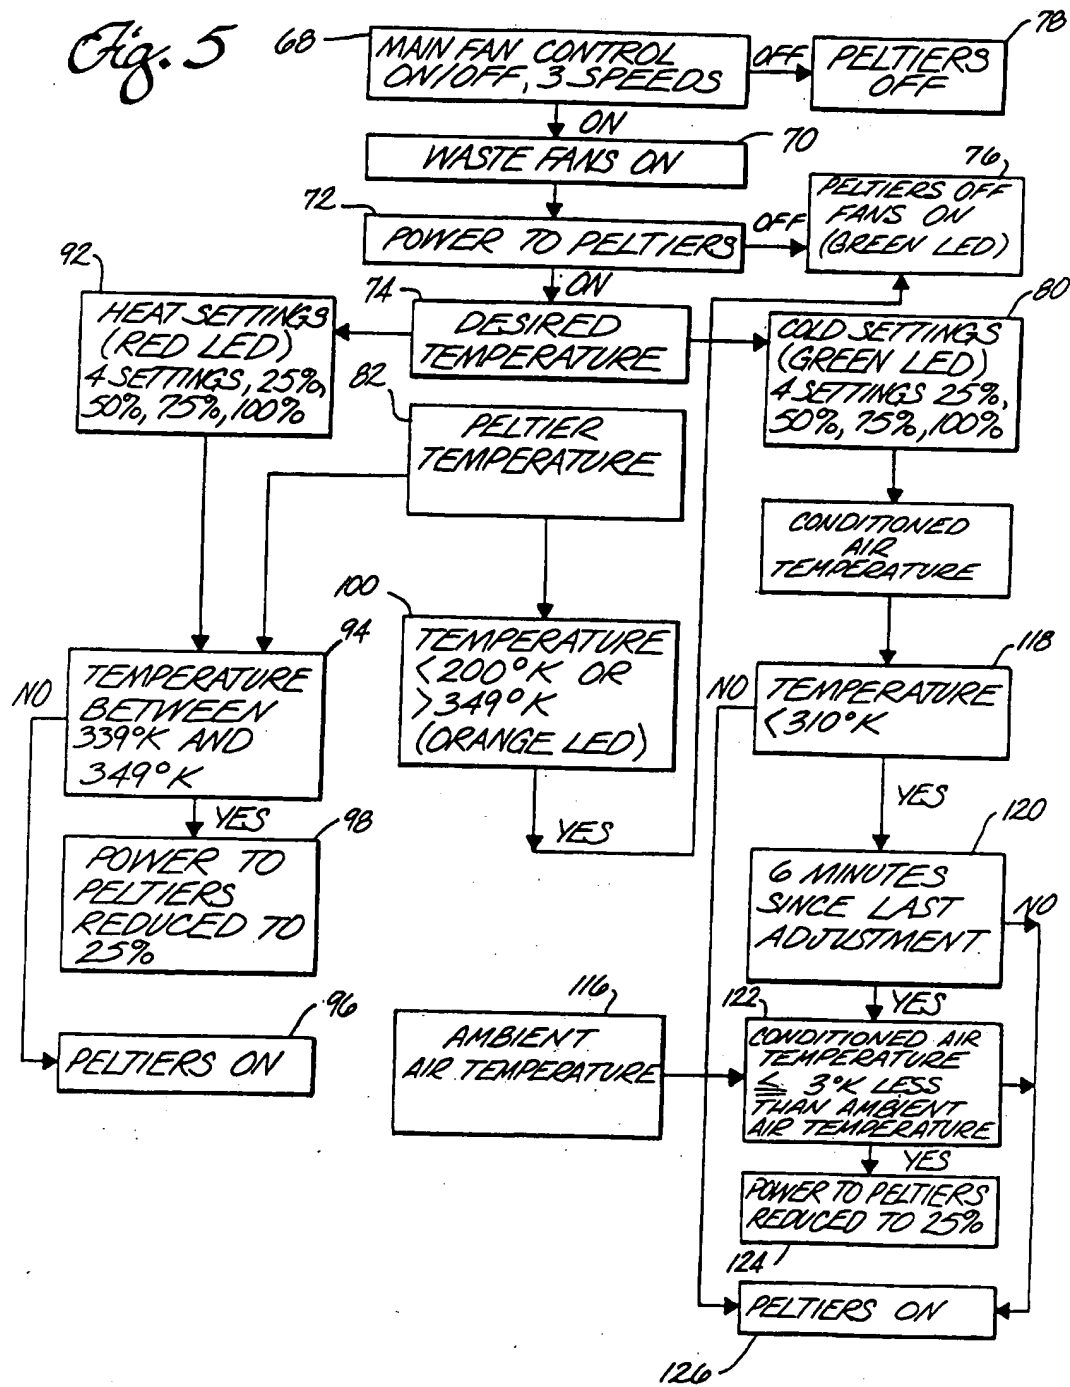 Fig. 5
68
MAIN FAN CONTROL
ON/OFF, 3 SPEEDS
OFF
78
PELTIERS
OFF
ON
70
WASTE FANS ON
72
POWER TO PELTIERS
OFF
76
PELTIERS OFF
FANS ON
(GREEN LED)
ON
74
DESIRED
TEMPERATURE
92
HEAT SETTINGS
(RED LED)
4 SETTINGS, 25%,
50%, 75%, 100%
80
COLD SETTINGS
(GREEN LED)
4 SETTINGS 25%,
50%, 75%, 100%
82
PELTIER
TEMPERATURE
CONDITIONED
AIR
TEMPERATURE
100
TEMPERATURE
<200°K OR
>349°K
(ORANGE LED)
YES
94
TEMPERATURE
BETWEEN
339°K AND
349°K
NO
YES
98
POWER TO
PELTIERS
REDUCED TO
25%
96
PELTIERS ON
118
TEMPERATURE
<310°K
NO
YES
120
6 MINUTES
SINCE LAST
ADJUSTMENT
NO
YES
116
AMBIENT
AIR TEMPERATURE
122
CONDITIONED AIR
TEMPERATURE
≤ 3°K LESS
THAN AMBIENT
AIR TEMPERATURE
YES
POWER TO PELTIERS
REDUCED TO 25%
124
PELTIERS ON
126